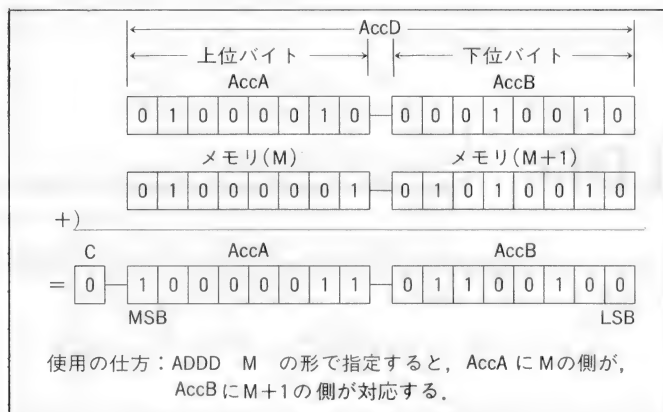 AccD
上位バイト 下位バイト
AccA AccB
0 1 0 0 0 0 1 0 0 0 0 1 0 0 1 0
メモリ(M) メモリ(M+1)
0 1 0 0 0 0 0 1 0 1 0 1 0 0 1 0
+)
C AccA AccB
= 0 1 0 0 0 0 0 1 1 0 1 1 0 0 1 0 0
MSB LSB
使用の仕方：ADDD M の形で指定すると，AccA にMの側が，
AccBにM+1の側が対応する．